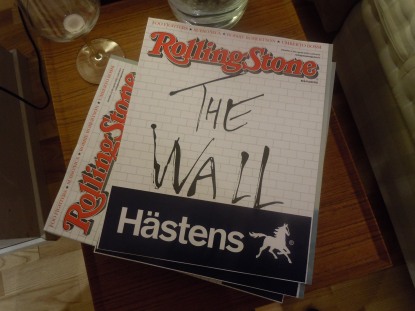 Rolling Stone
THE
WALL
Hästens
Rolling Stone